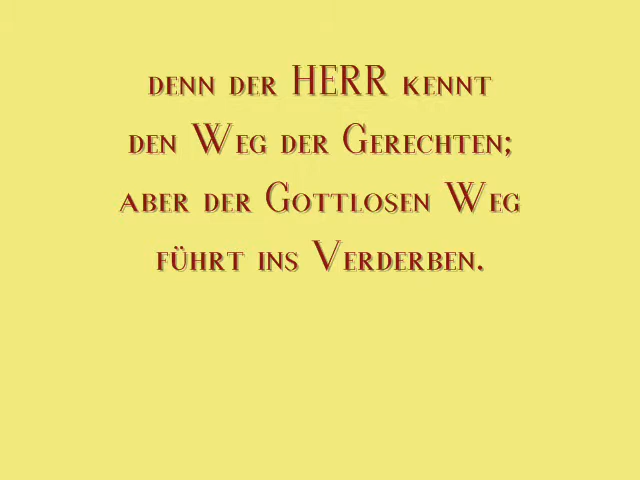 denn der HERR kennt
den Weg der Gerechten;
aber der Gottlosen Weg
führt ins Verderben.